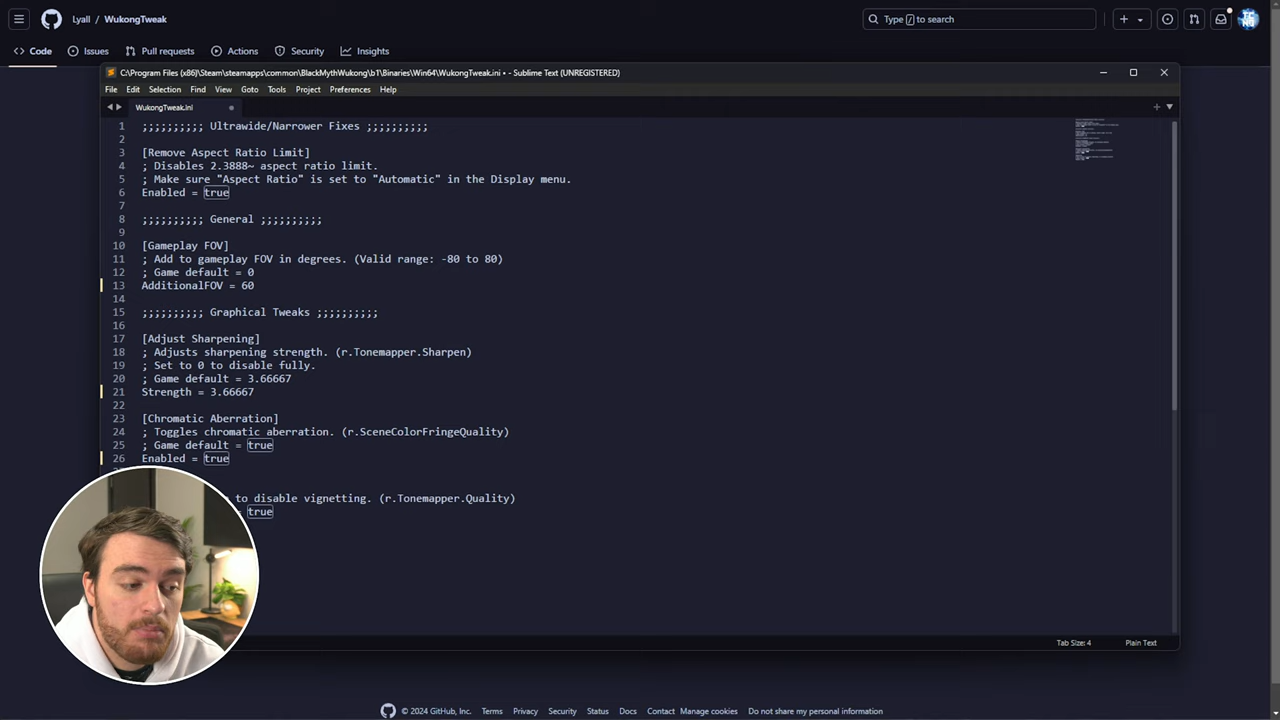 Lyall / WukongTweak
Type / to search
Code Issues Pull requests Actions Security Insights
C:\Program Files (x86)\Steam\steamapps\common\BlackMythWukong\b1\Binaries\Win64\WukongTweak.ini • - Sublime Text (UNREGISTERED)
File Edit Selection Find View Goto Tools Project Preferences Help
WukongTweak.ini
1 ;;;;;;;;;; Ultrawide/Narrower Fixes ;;;;;;;;;;
2
3 [Remove Aspect Ratio Limit]
4 ; Disables 2.3888~ aspect ratio limit.
5 ; Make sure "Aspect Ratio" is set to "Automatic" in the Display menu.
6 Enabled = true
7
8 ;;;;;;;;;; General ;;;;;;;;;;
9
10 [Gameplay FOV]
11 ; Add to gameplay FOV in degrees. (Valid range: -80 to 80)
12 ; Game default = 0
13 AdditionalFOV = 60
14
15 ;;;;;;;;;; Graphical Tweaks ;;;;;;;;;;
16
17 [Adjust Sharpening]
18 ; Adjusts sharpening strength. (r.Tonemapper.Sharpen)
19 ; Set to 0 to disable fully.
20 ; Game default = 3.66667
21 Strength = 3.66667
22
23 [Chromatic Aberration]
24 ; Toggles chromatic aberration. (r.SceneColorFringeQuality)
25 ; Game default = true
26 Enabled = true
to disable vignetting. (r.Tonemapper.Quality)
true
Tab Size: 4 Plain Text
© 2024 GitHub, Inc. Terms Privacy Security Status Docs Contact Manage cookies Do not share my personal information